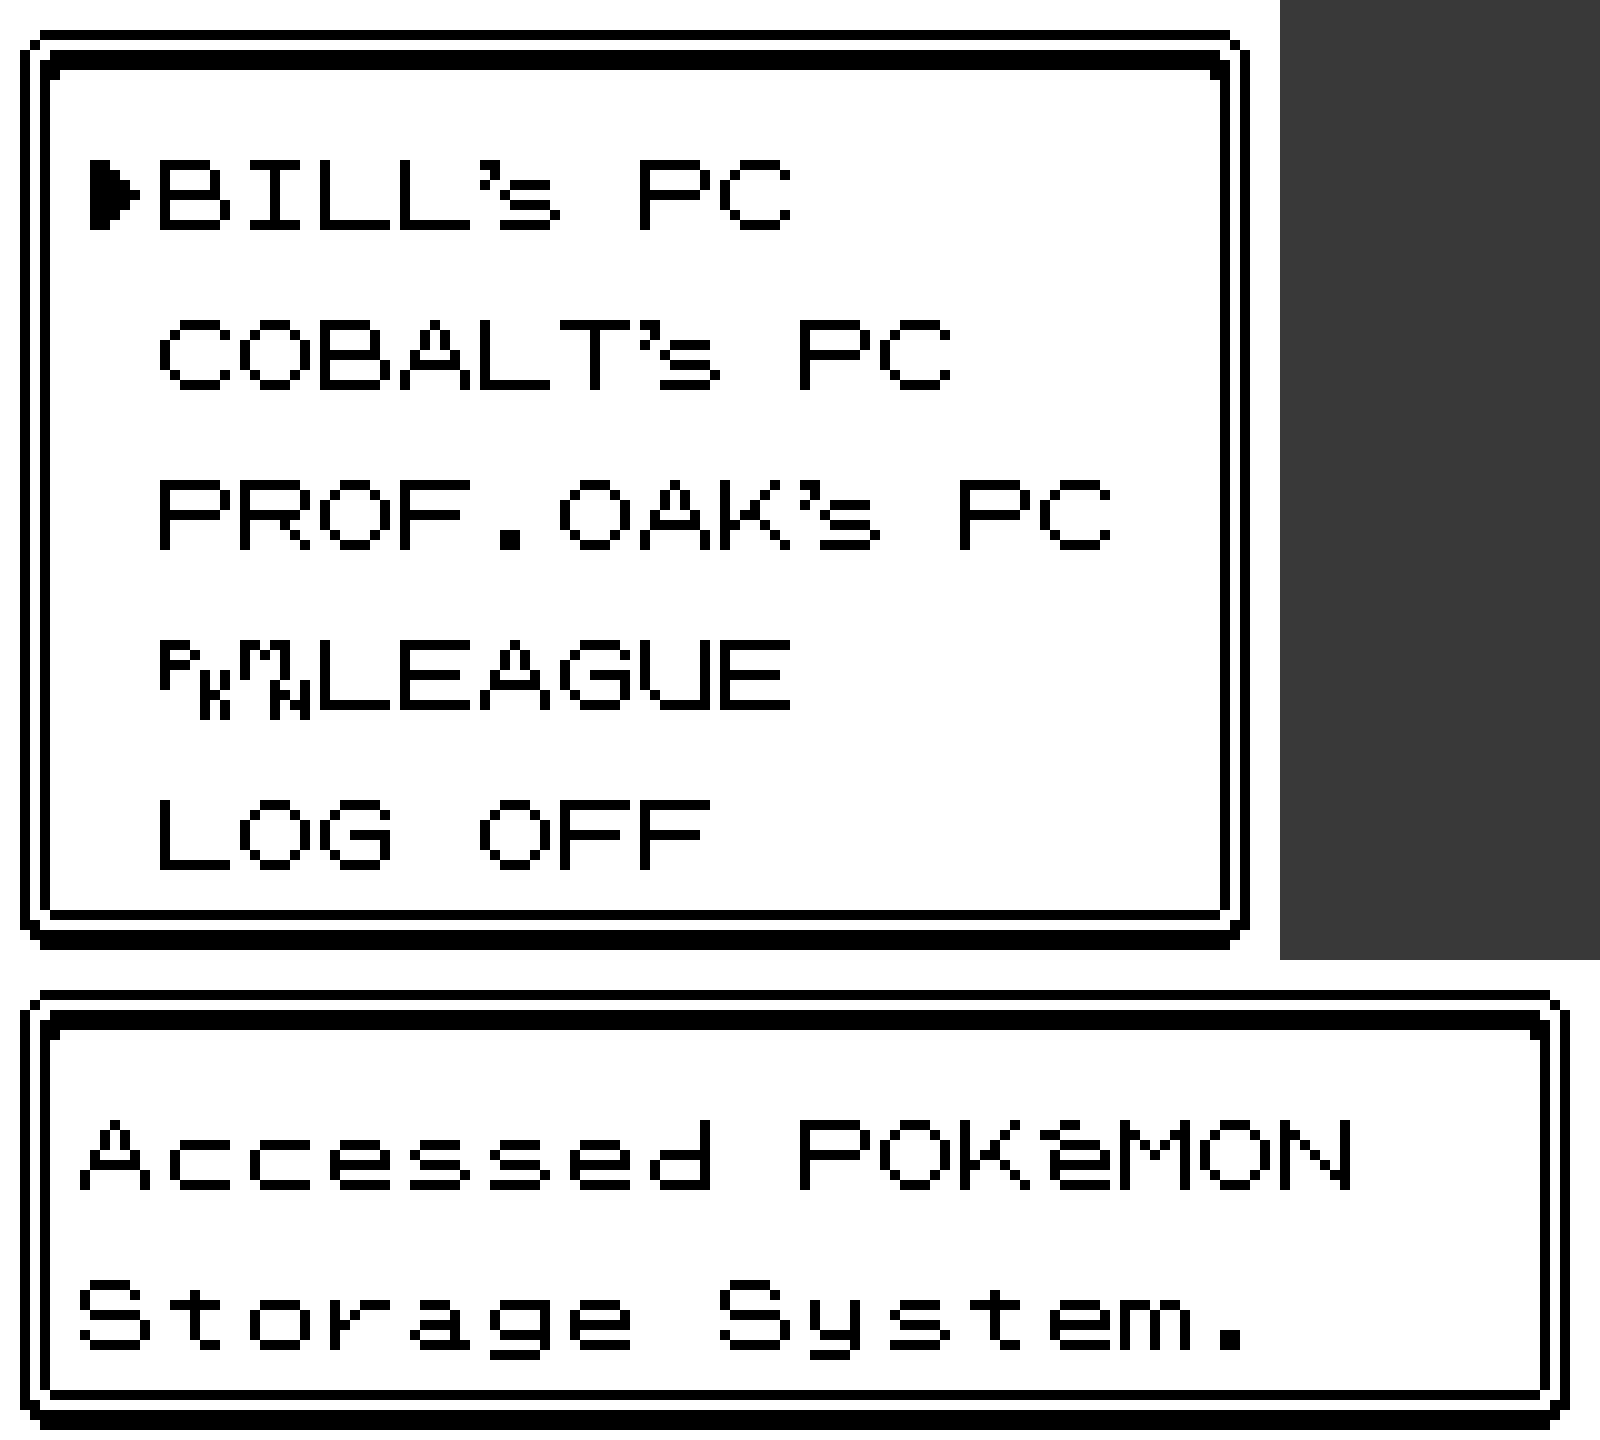 ▶BILL's PC
COBALT's PC
PROF.OAK's PC
PKMNLEAGUE
LOG OFF
Accessed POKéMON
Storage System.